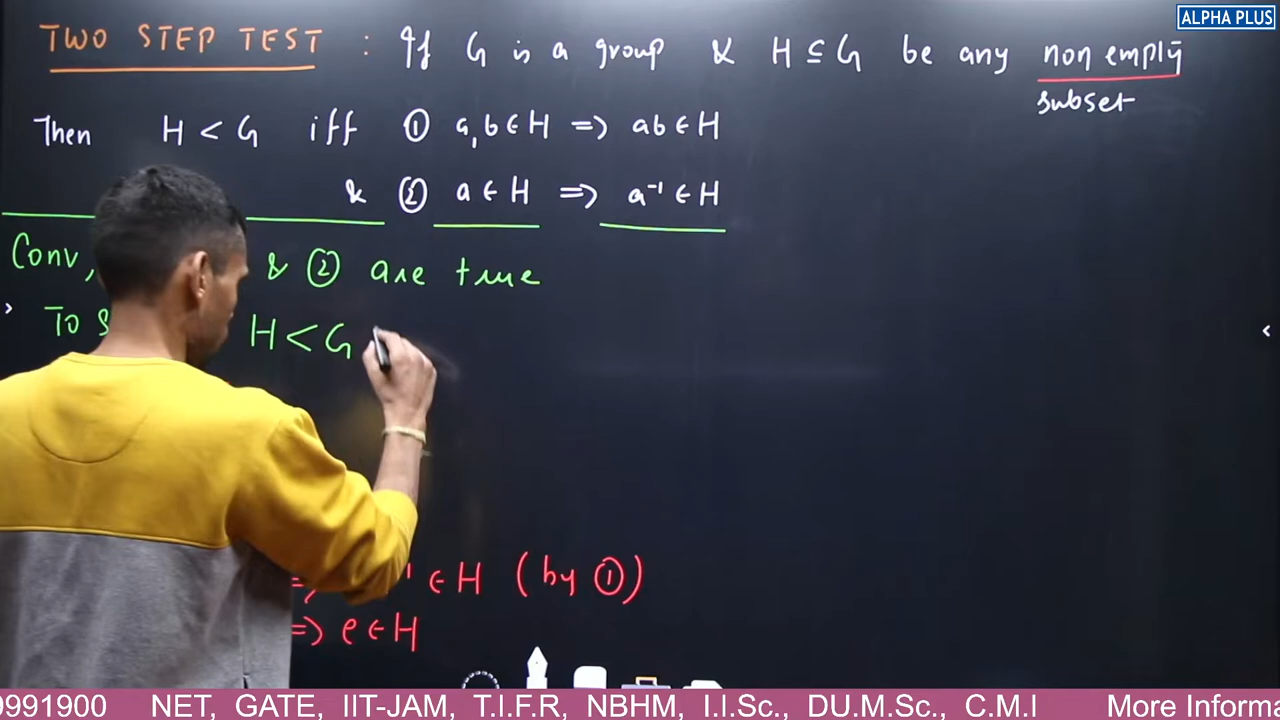 ALPHA PLUS
TWO STEP TEST : If G is a group & H ⊆ G be any non empty
subset
Then H < G iff ① a, b ∈ H => ab ∈ H
& ② a ∈ H => a⁻¹ ∈ H
Conv, & ② are true
To H < G
∈ H (by ①)
=> e ∈ H
9991900 NET, GATE, IIT-JAM, T.I.F.R, NBHM, I.I.Sc., DU.M.Sc., C.M.I More Informa